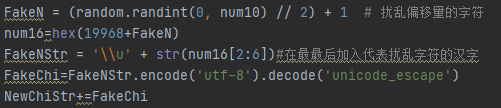 FakeN = (random.randint(0, num10) // 2) + 1  # 扰乱偏移量的字符
num16=hex(19968+FakeN)
FakeNStr = '\\u' + str(num16[2:6])#在最最后加入代表扰乱字符的汉字
FakeChi=FakeNStr.encode('utf-8').decode('unicode_escape')
NewChiStr+=FakeChi